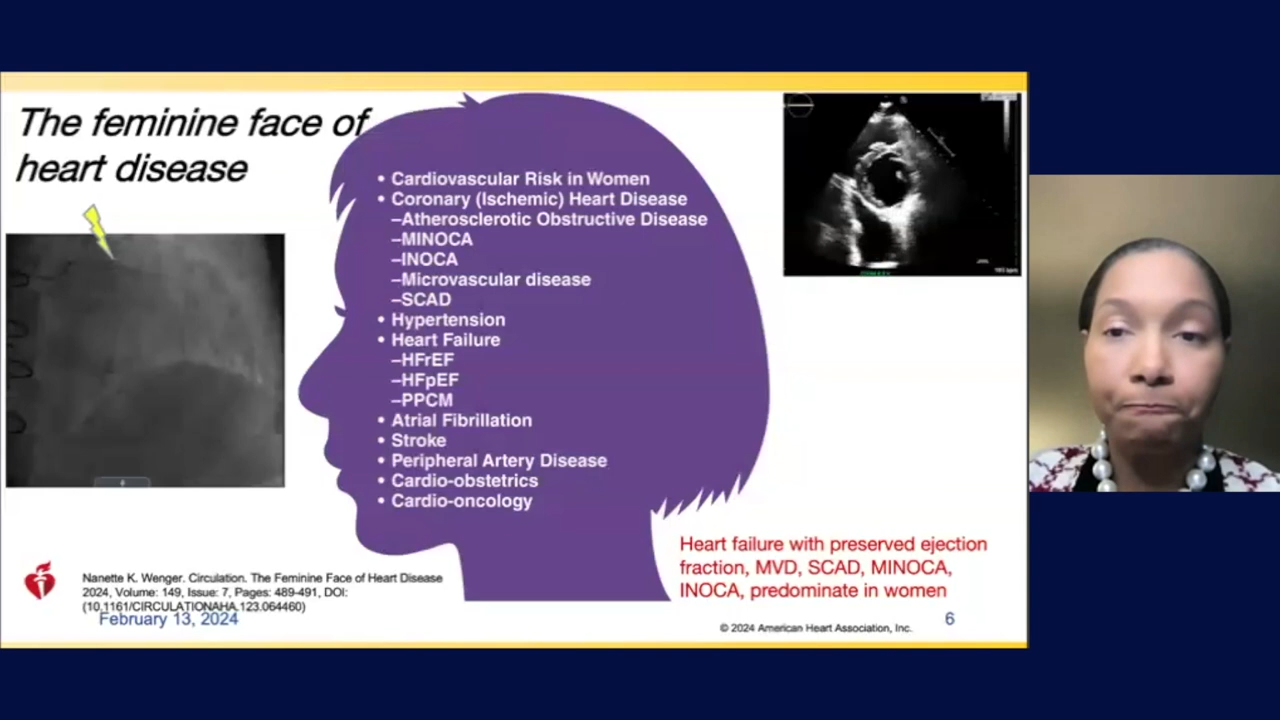 The feminine face of
heart disease
• Cardiovascular Risk in Women
• Coronary (Ischemic) Heart Disease
–Atherosclerotic Obstructive Disease
–MINOCA
–INOCA
–Microvascular disease
–SCAD
• Hypertension
• Heart Failure
–HFrEF
–HFpEF
–PPCM
• Atrial Fibrillation
• Stroke
• Peripheral Artery Disease
• Cardio-obstetrics
• Cardio-oncology
Heart failure with preserved ejection
fraction, MVD, SCAD, MINOCA,
INOCA, predominate in women
Nanette K. Wenger. Circulation. The Feminine Face of Heart Disease
2024, Volume: 149, Issue: 7, Pages: 489-491, DOI:
(10.1161/CIRCULATIONAHA.123.064460)
February 13, 2024
© 2024 American Heart Association, Inc.
6